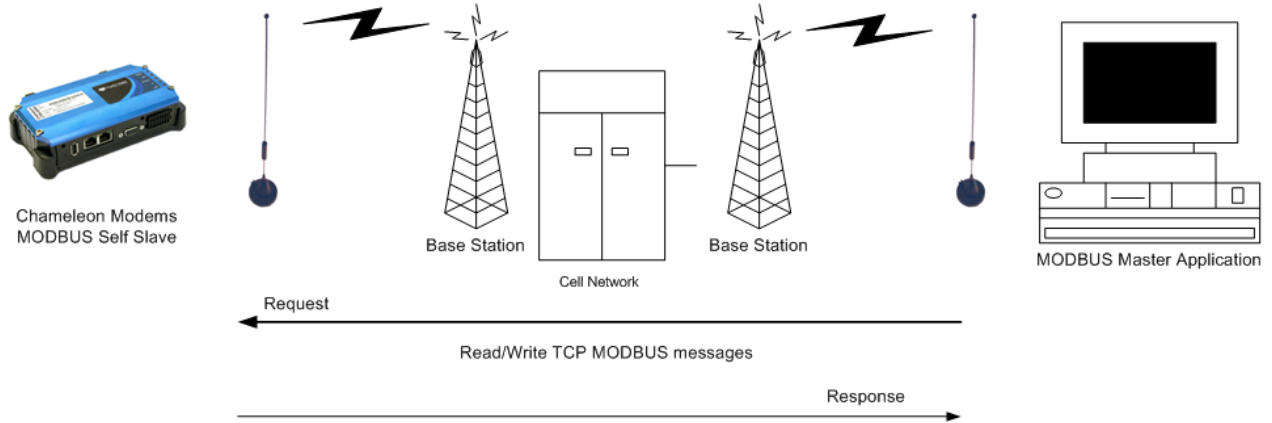 Chameleon Modems
MODBUS Self Slave
Base Station
Cell Network
Base Station
MODBUS Master Application
Request
Read/Write TCP MODBUS messages
Response